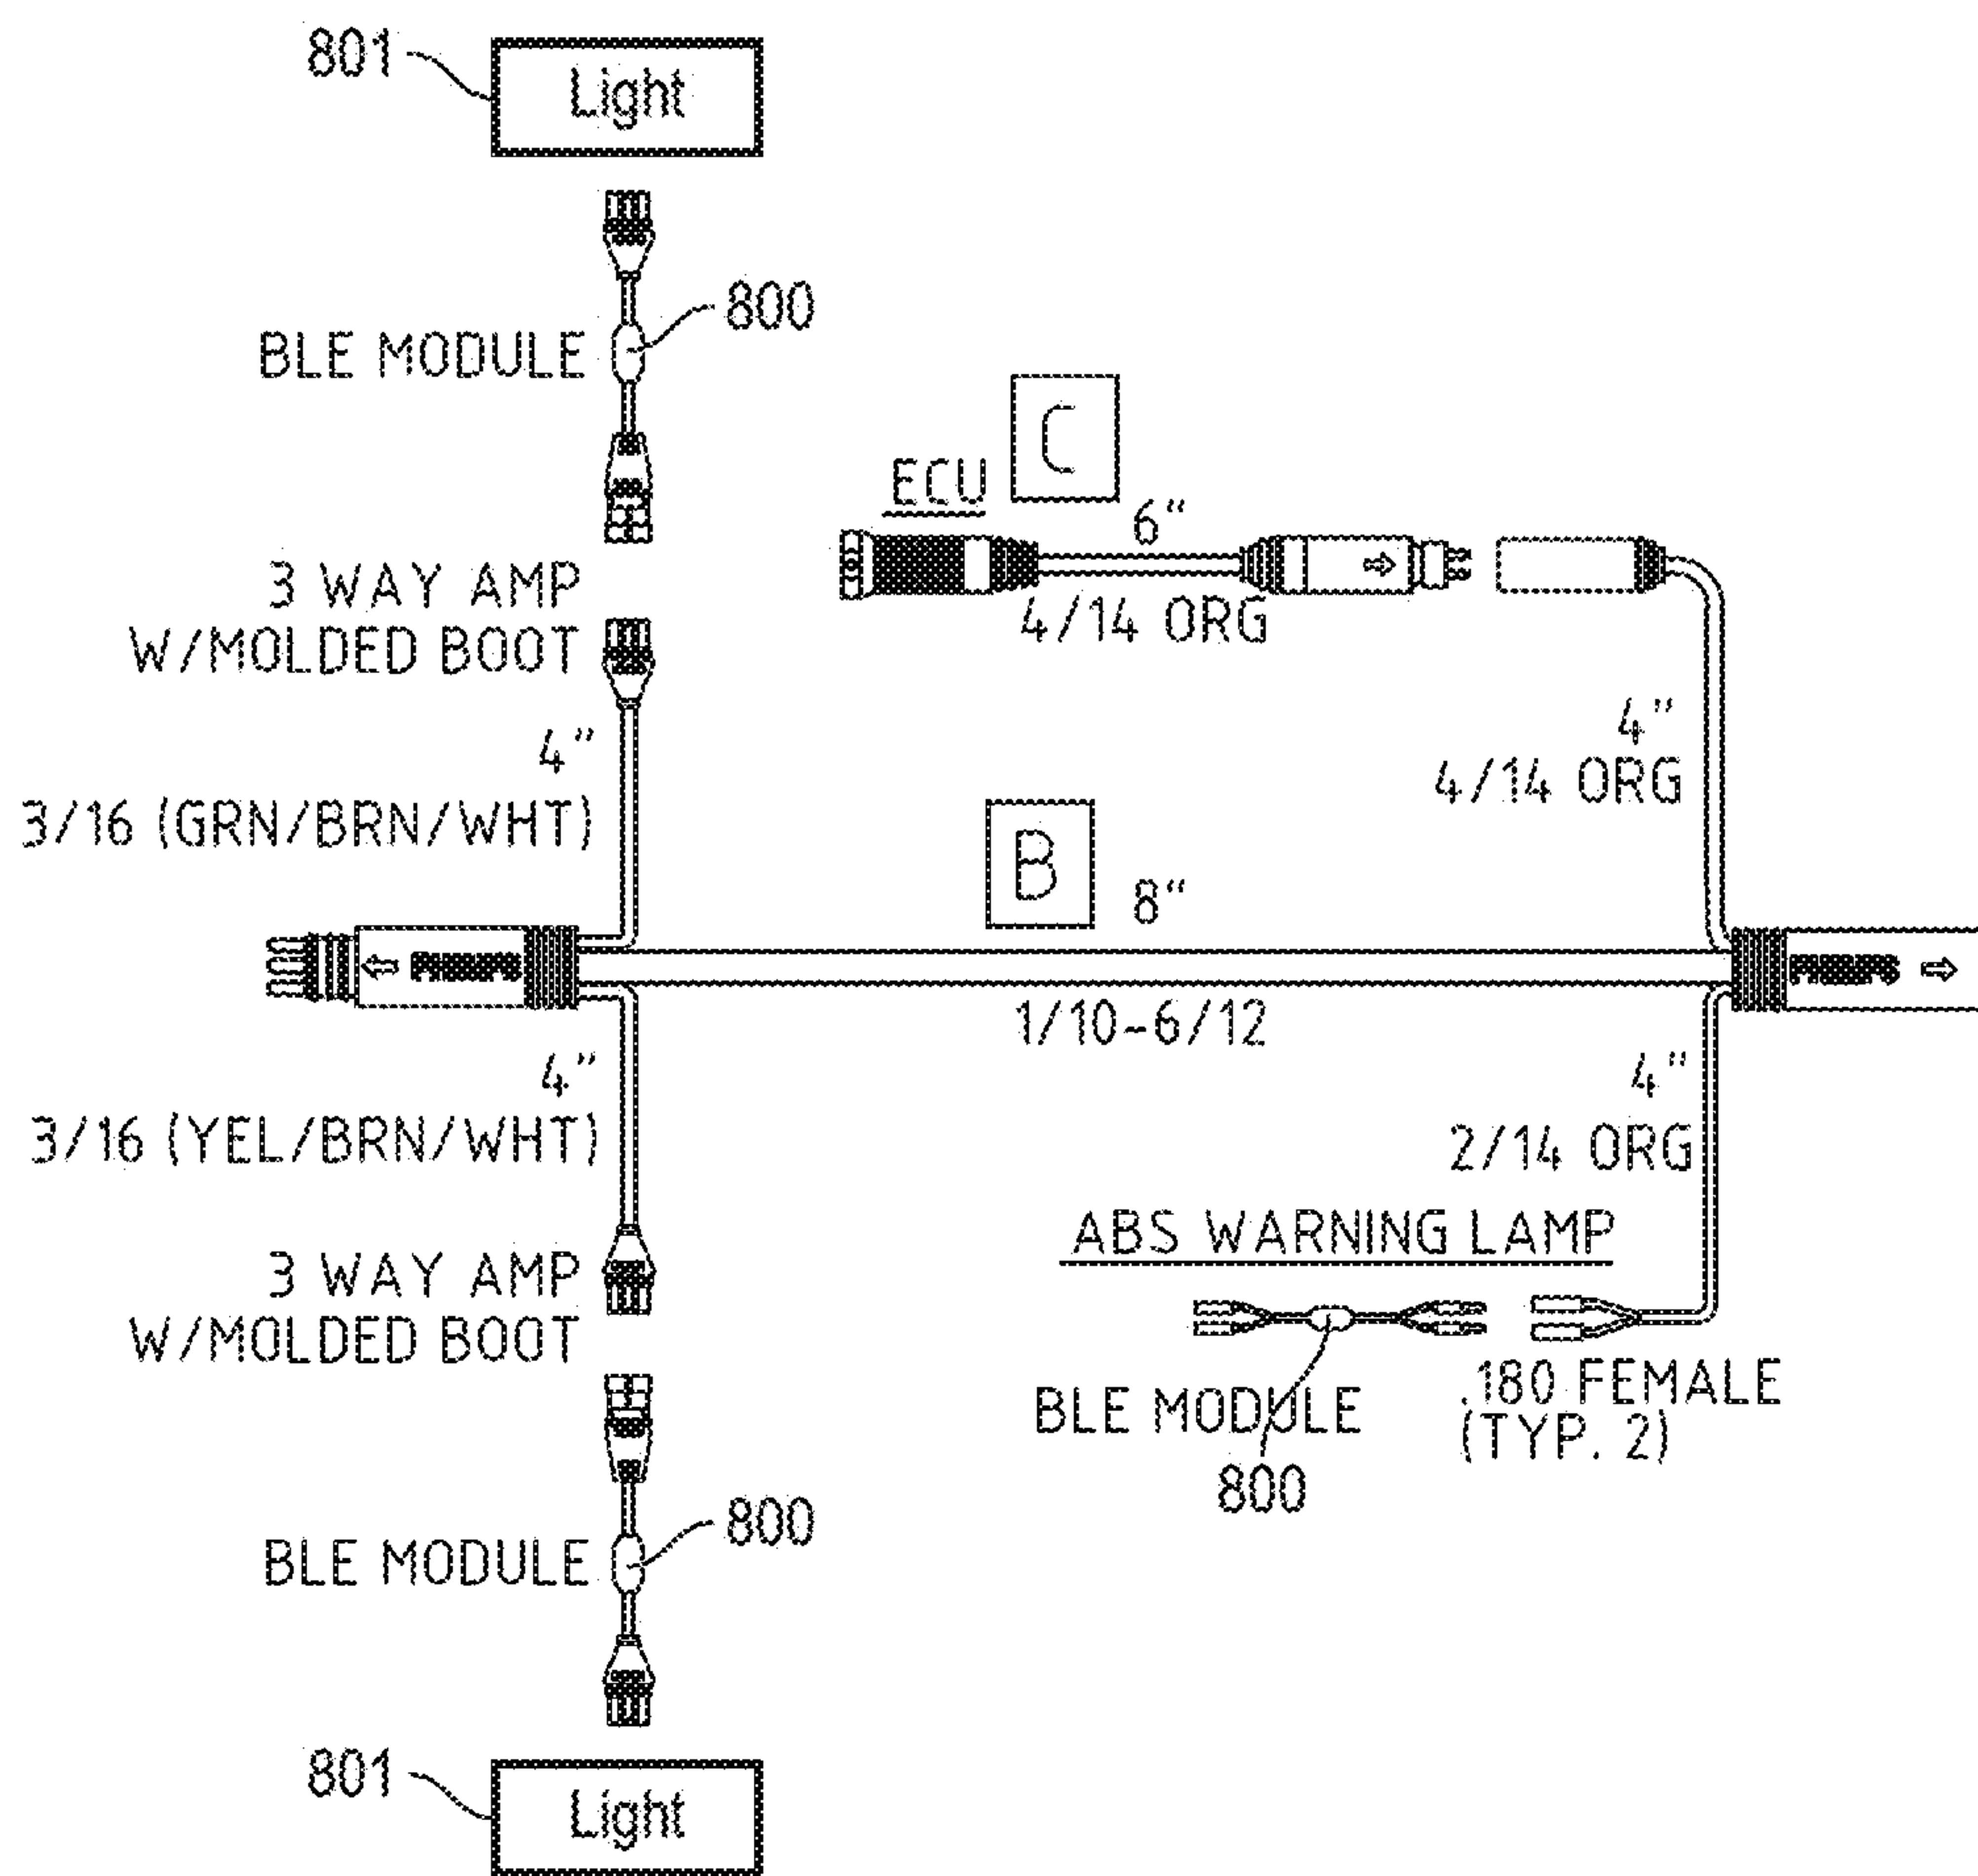 801
Light
800
BLE MODULE
C
ECU
6"
3 WAY AMP
W/MOLDED BOOT
4/14 ORG
4"
3/16 (GRN/BRN/WHT)
4"
4/14 ORG
B
8"
1/10-6/12
4"
3/16 (YEL/BRN/WHT)
4"
2/14 ORG
ABS WARNING LAMP
3 WAY AMP
W/MOLDED BOOT
.180 FEMALE
(TYP. 2)
BLE MODULE
800
800
BLE MODULE
801
Light